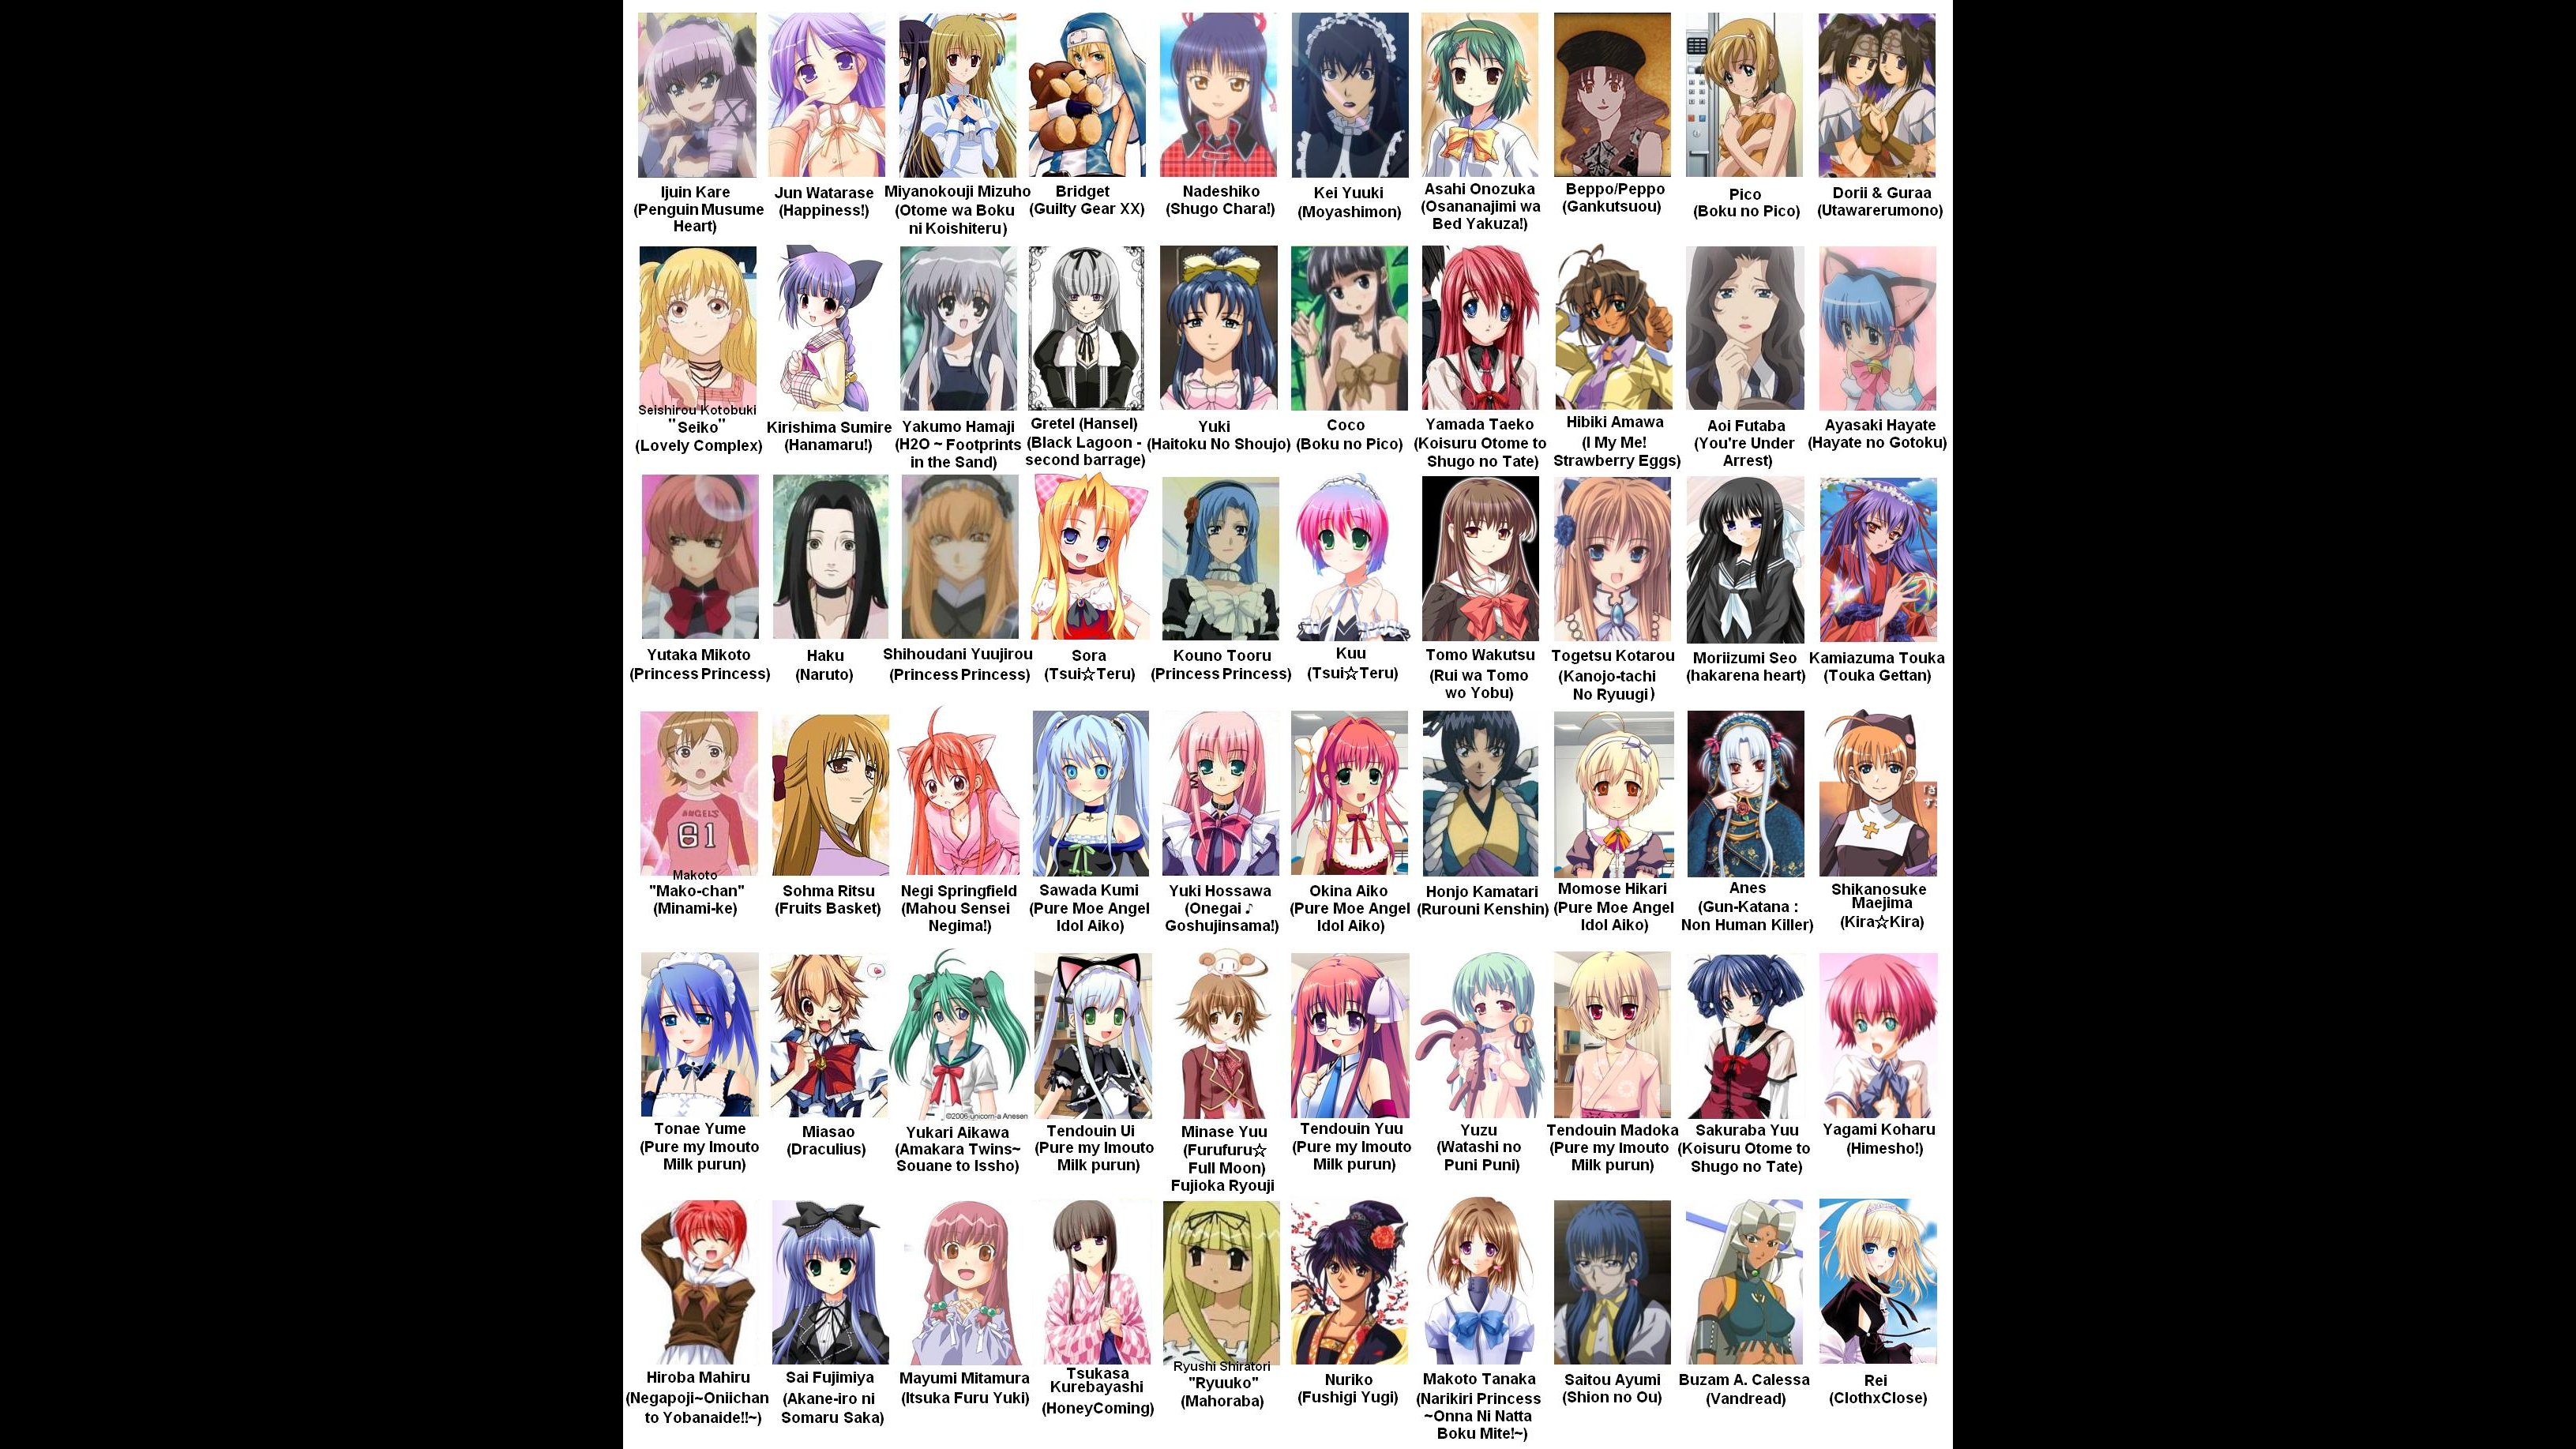 Ijuin Kare
(Penguin Musume
Heart)
Jun Watarase
(Happiness!)
Miyanokouji Mizuho
(Otome wa Boku
ni Koishiteru)
Bridget
(Guilty Gear XX)
Nadeshiko
(Shugo Chara!)
Kei Yuuki
(Moyashimon)
Asahi Onozuka
(Osananajimi wa
Bed Yakuza!)
Beppo/Peppo
(Gankutsuou)
Pico
(Boku no Pico)
Dorii & Guraa
(Utawarerumono)
Seishirou Kotobuki
"Seiko"
(Lovely Complex)
Kirishima Sumire
(Hanamaru!)
Yakumo Hamaji
(H2O ~ Footprints
in the Sand)
Gretel (Hansel)
(Black Lagoon -
second barrage)
Yuki
(Haitoku No Shoujo)
Coco
(Boku no Pico)
Yamada Taeko
(Koisuru Otome to
Shugo no Tate)
Hibiki Amawa
(I My Me!
Strawberry Eggs)
Aoi Futaba
(You're Under
Arrest)
Ayasaki Hayate
(Hayate no Gotoku)
Yutaka Mikoto
(Princess Princess)
Haku
(Naruto)
Shihoudani Yuujirou
(Princess Princess)
Sora
(Tsui☆Teru)
Kouno Tooru
(Princess Princess)
Kuu
(Tsui☆Teru)
Tomo Wakutsu
(Rui wa Tomo
wo Yobu)
Togetsu Kotarou
(Kanojo-tachi
No Ryuugi)
Moriizumi Seo
(hakarena heart)
Kamiazuma Touka
(Touka Gettan)
ANGELS
81
Makoto
"Mako-chan"
(Minami-ke)
Sohma Ritsu
(Fruits Basket)
Negi Springfield
(Mahou Sensei
Negima!)
Sawada Kumi
(Pure Moe Angel
Idol Aiko)
Yuki Hossawa
(Onegai ♪
Goshujinsama!)
Okina Aiko
(Pure Moe Angel
Idol Aiko)
Honjo Kamatari
(Rurouni Kenshin)
Momose Hikari
(Pure Moe Angel
Idol Aiko)
Anes
(Gun-Katana :
Non Human Killer)
Shikanosuke
Maejima
(Kira☆Kira)
Tonae Yume
(Pure my Imouto
Milk purun)
Miasao
(Draculius)
©2006 unicorn-a Anesen
Yukari Aikawa
(Amakara Twins~
Souane to Issho)
Tendouin Ui
(Pure my Imouto
Milk purun)
Minase Yuu
(Furufuru☆
Full Moon)
Fujioka Ryouji
Tendouin Yuu
(Pure my Imouto
Milk purun)
Yuzu
(Watashi no
Puni Puni)
Tendouin Madoka
(Pure my Imouto
Milk purun)
Sakuraba Yuu
(Koisuru Otome to
Shugo no Tate)
Yagami Koharu
(Himesho!)
Hiroba Mahiru
(Negapoji~Oniichan
to Yobanaide!!~)
Sai Fujimiya
(Akane-iro ni
Somaru Saka)
Mayumi Mitamura
(Itsuka Furu Yuki)
Tsukasa
Kurebayashi
(HoneyComing)
Ryushi Shiratori
"Ryuuko"
(Mahoraba)
Nuriko
(Fushigi Yugi)
Makoto Tanaka
(Narikiri Princess
~Onna Ni Natta
Boku Mite!~)
Saitou Ayumi
(Shion no Ou)
Buzam A. Calessa
(Vandread)
Rei
(ClothxClose)